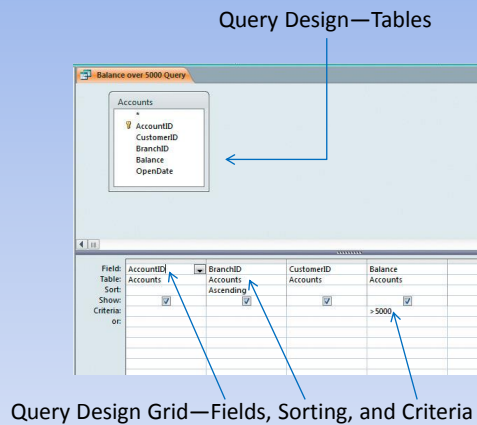 Query Design—Tables
Balance over 5000 Query
Accounts
*
AccountID
CustomerID
BranchID
Balance
OpenDate
Field: AccountID BranchID CustomerID Balance
Table: Accounts Accounts Accounts Accounts
Sort: Ascending
Show:
Criteria: >5000
or:
Query Design Grid—Fields, Sorting, and Criteria